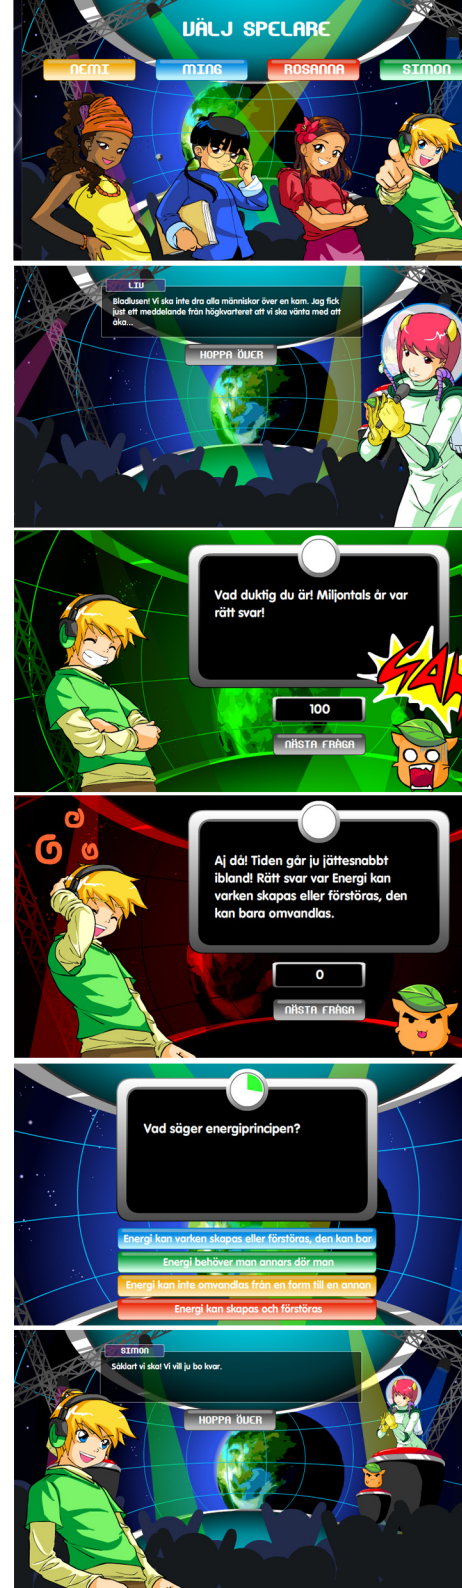 VÄLJ SPELARE
NEMI MING ROSANNA SIMON
LIV
Bladlusen! Vi ska inte dra alla människor över en kam. Jag fick
just ett meddelande från högkvarteret att vi ska vänta med att
åka...
HOPPA ÖVER
Vad duktig du är! Miljontals år var
rätt svar!
100
NÄSTA FRÅGA
Aj då! Tiden går ju jättesnabbt
ibland! Rätt svar var Energi kan
varken skapas eller förstöras, den
kan bara omvandlas.
0
NÄSTA FRÅGA
Vad säger energiprincipen?
Energi kan varken skapas eller förstöras, den kan bar
Energi behöver man annars dör man
Energi kan inte omvandlas från en form till en annan
Energi kan skapas och förstöras
SIMON
Såklart vi ska! Vi vill ju bo kvar.
HOPPA ÖVER